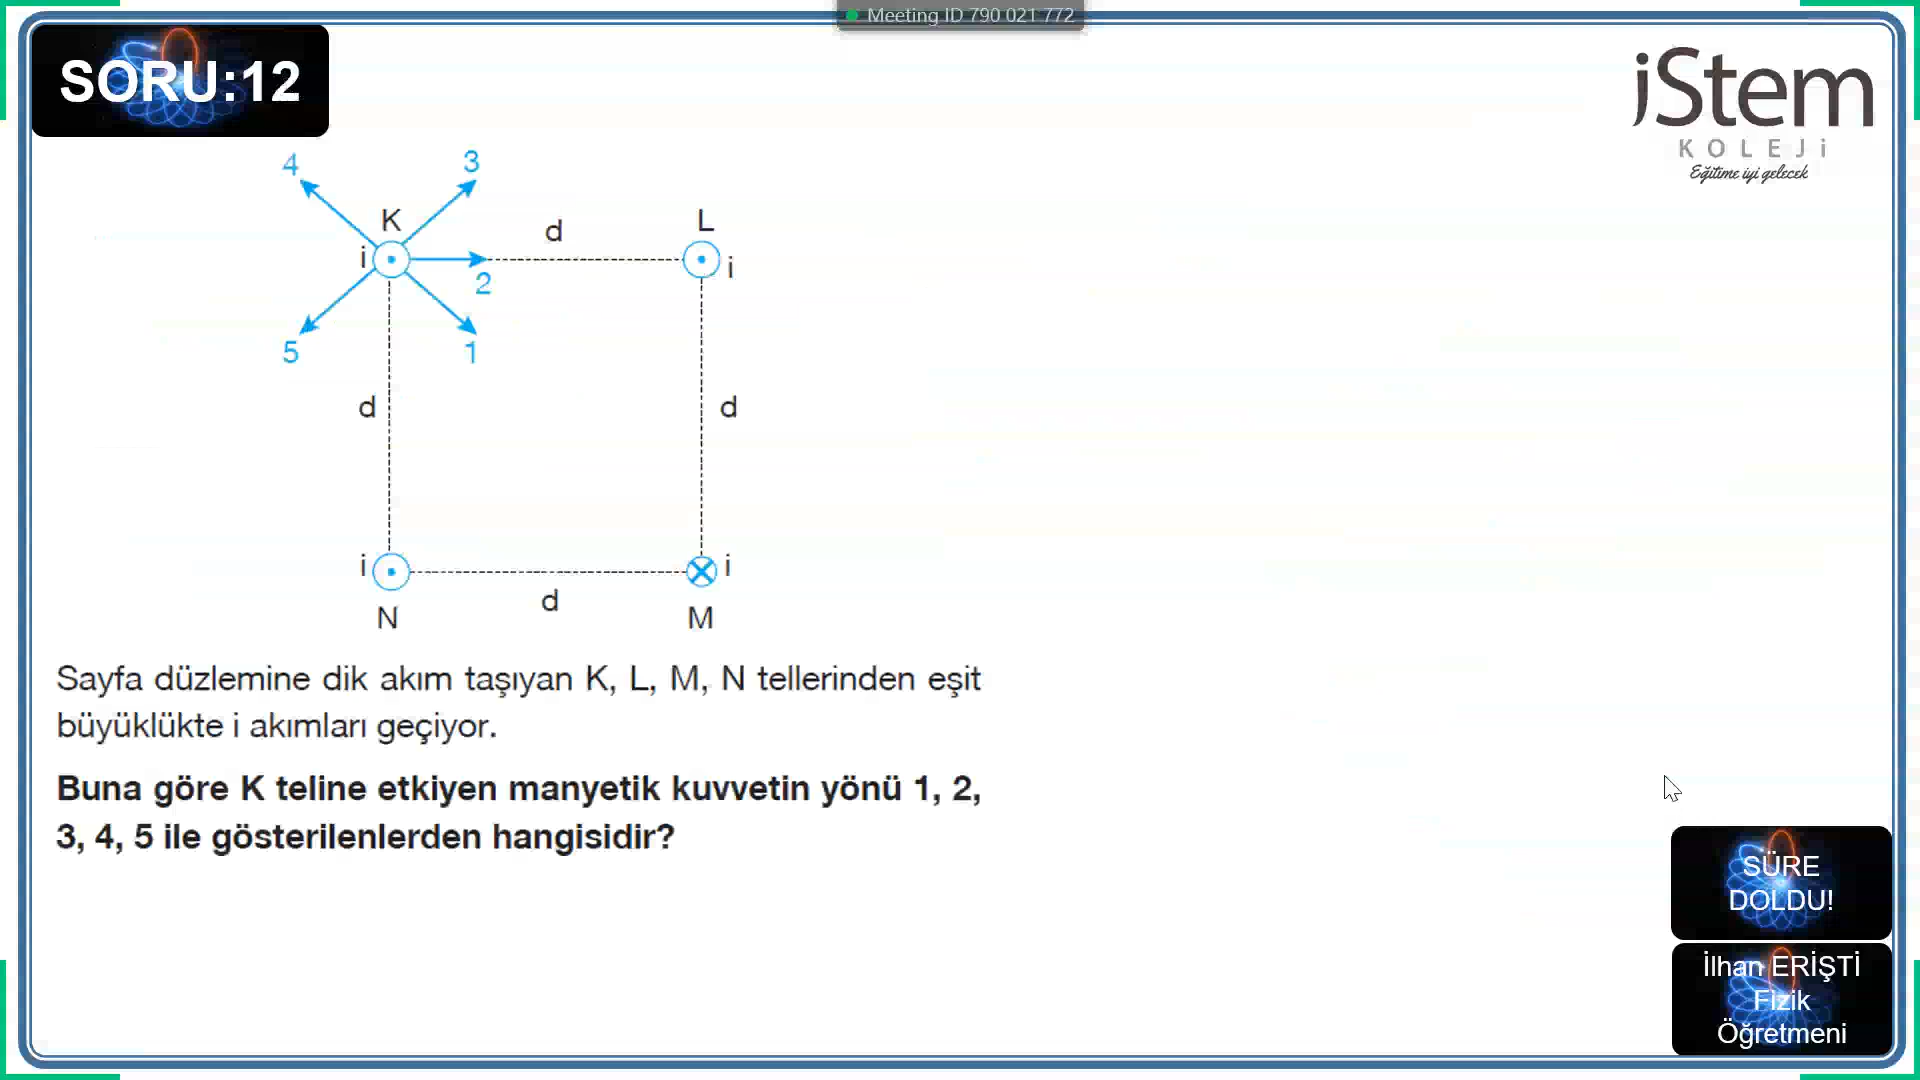 Meeting ID 790 021 772
SORU:12
jStem
KOLEJi
Eğitime iyi gelecek
4
3
K
d
L
i
i
2
5
1
d
d
i
i
d
N
M
Sayfa düzlemine dik akım taşıyan K, L, M, N tellerinden eşit
büyüklükte i akımları geçiyor.
Buna göre K teline etkiyen manyetik kuvvetin yönü 1, 2,
3, 4, 5 ile gösterilenlerden hangisidir?
SÜRE
DOLDU!
İlhan ERİŞTİ
Fizik
Öğretmeni